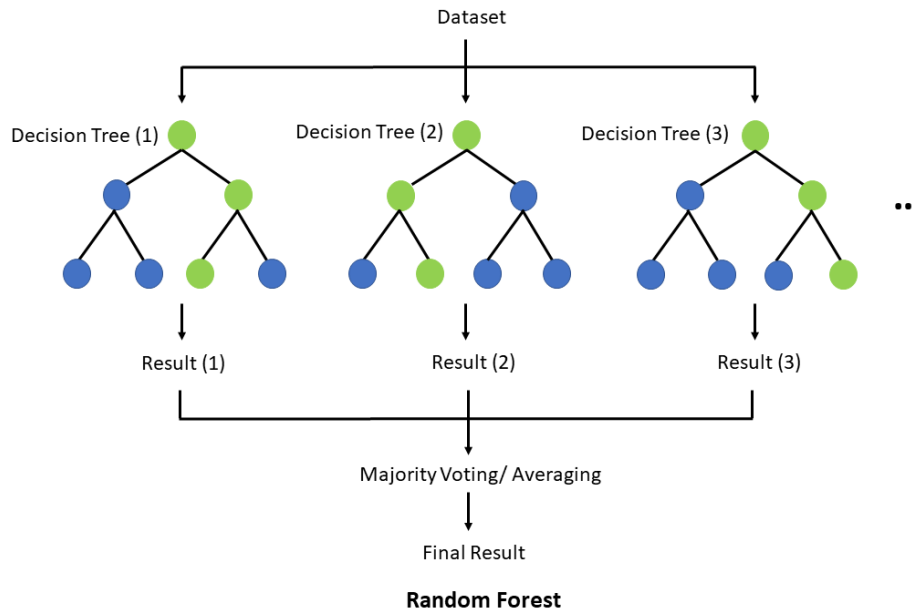 Dataset
Decision Tree (1)
Decision Tree (2)
Decision Tree (3)
..
Result (1)
Result (2)
Result (3)
Majority Voting/ Averaging
Final Result
Random Forest